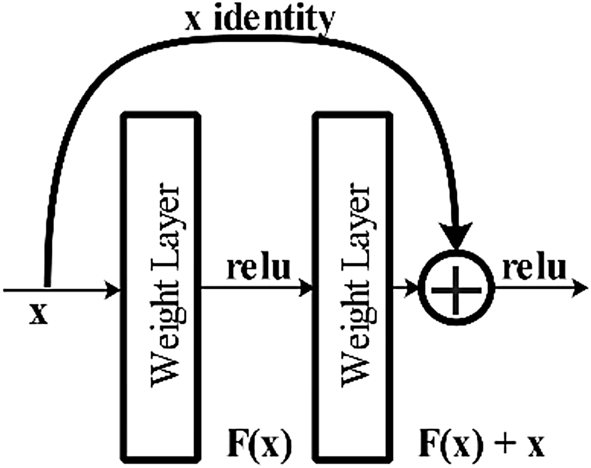 x identity
x
Weight Layer
relu
Weight Layer
relu
F(x)
F(x) + x